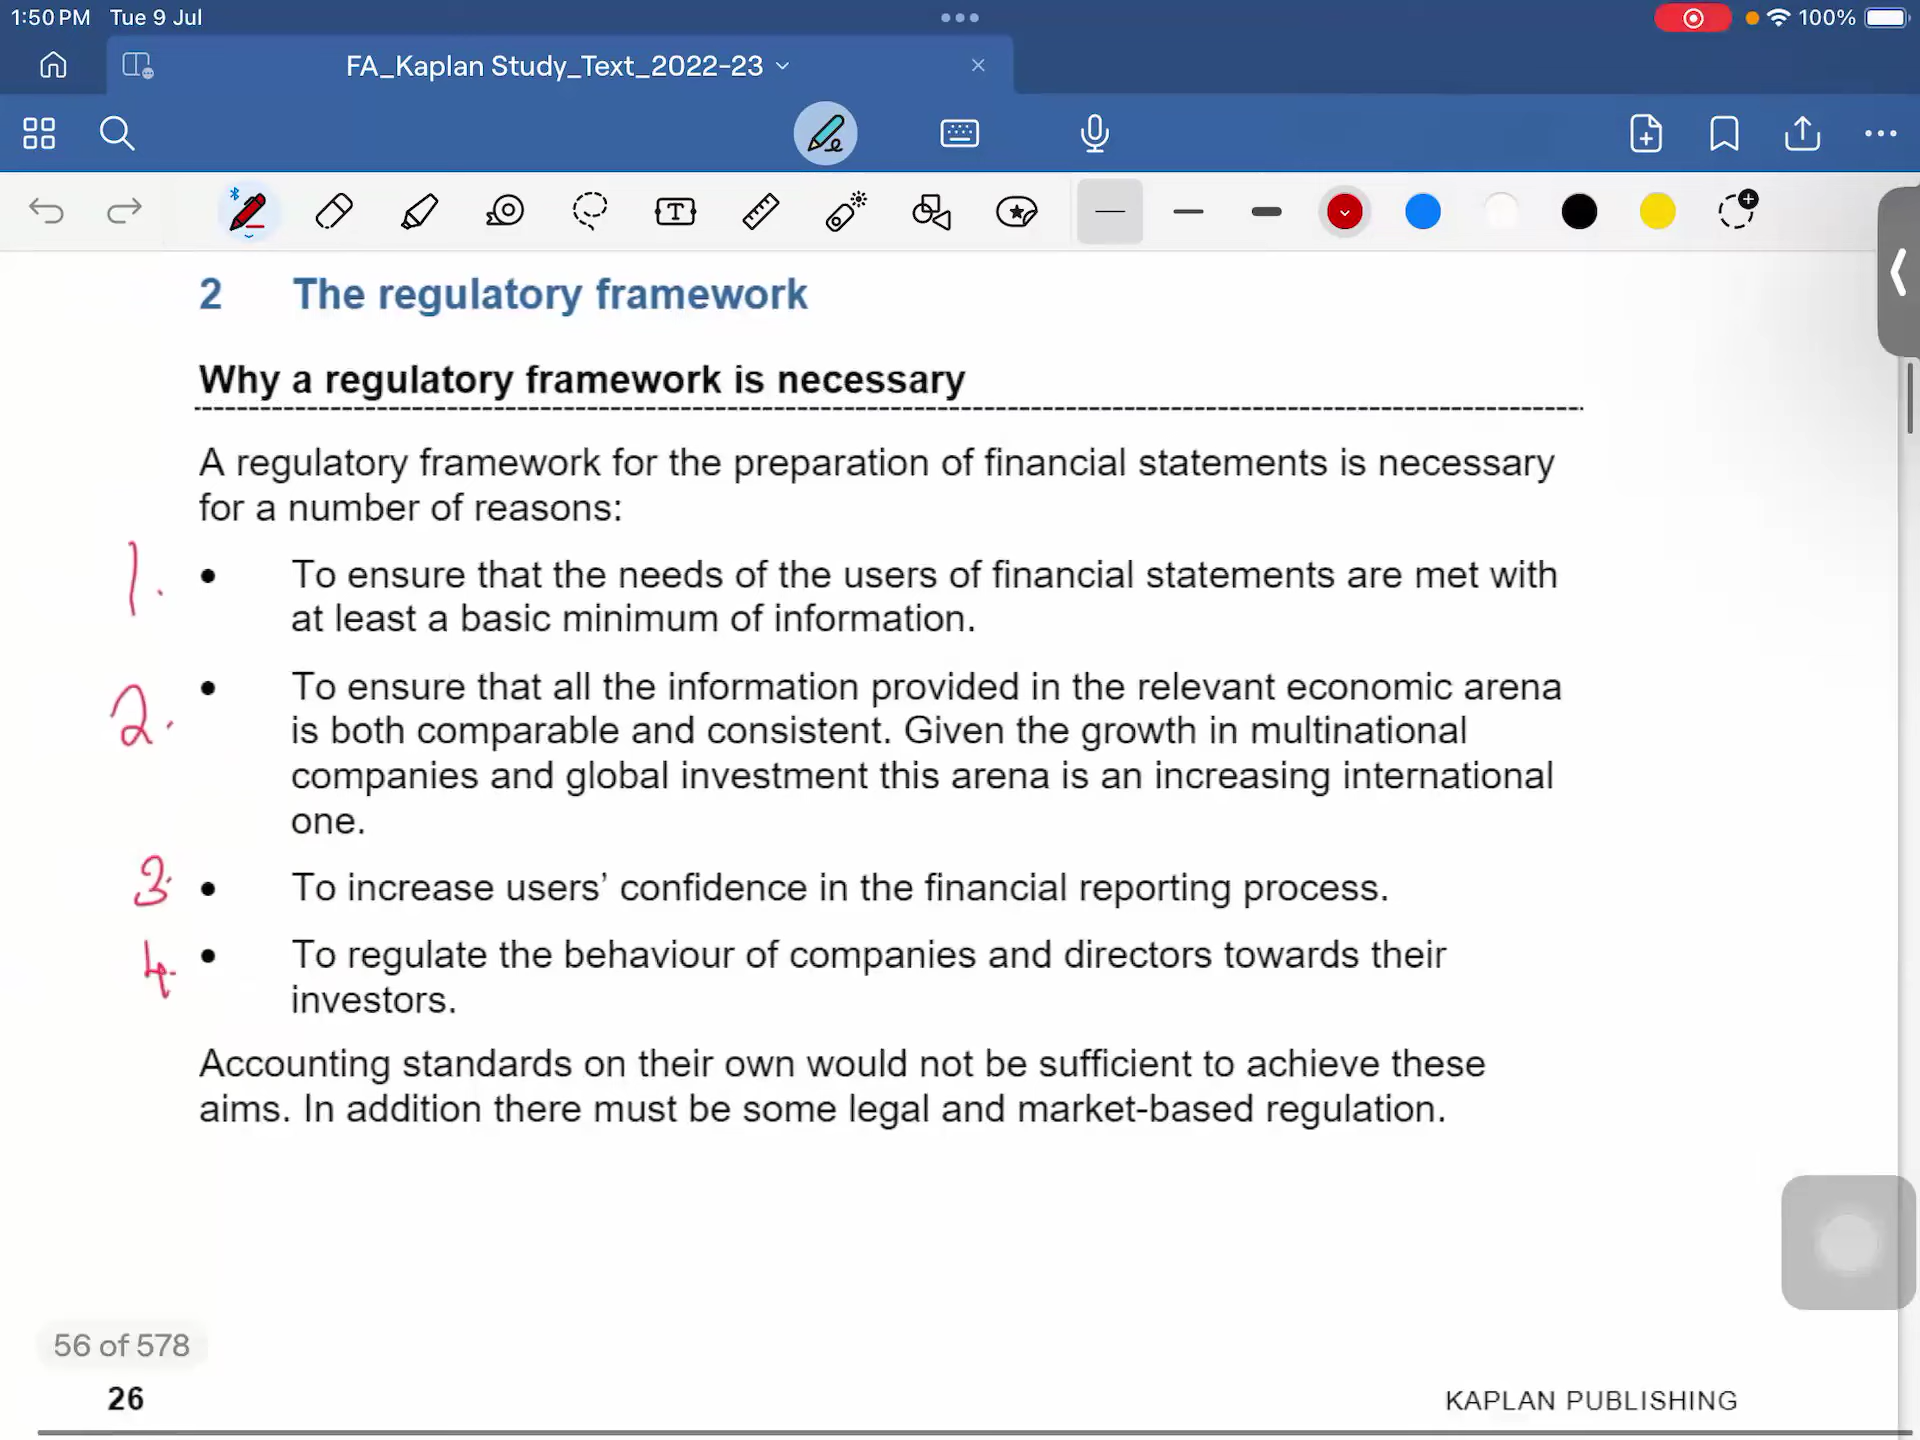 1:50 PM Tue 9 Jul
100%
FA_Kaplan Study_Text_2022-23
2 The regulatory framework
Why a regulatory framework is necessary
A regulatory framework for the preparation of financial statements is necessary
for a number of reasons:
1. • To ensure that the needs of the users of financial statements are met with
at least a basic minimum of information.
2. • To ensure that all the information provided in the relevant economic arena
is both comparable and consistent. Given the growth in multinational
companies and global investment this arena is an increasing international
one.
3. • To increase users’ confidence in the financial reporting process.
4. • To regulate the behaviour of companies and directors towards their
investors.
Accounting standards on their own would not be sufficient to achieve these
aims. In addition there must be some legal and market-based regulation.
56 of 578
26
KAPLAN PUBLISHING